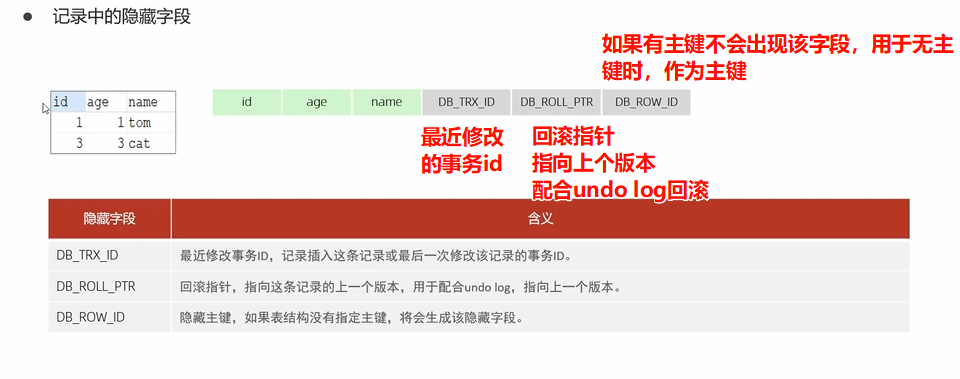 记录中的隐藏字段
如果有主键不会出现该字段，用于无主
键时，作为主键
id age name
1 1 tom
3 3 cat
id age name DB_TRX_ID DB_ROLL_PTR DB_ROW_ID
最近修改
的事务id
回滚指针
指向上个版本
配合undo log回滚
隐藏字段 含义
DB_TRX_ID 最近修改事务ID，记录插入这条记录或最后一次修改该记录的事务ID。
DB_ROLL_PTR 回滚指针，指向这条记录的上一个版本，用于配合undo log，指向上一个版本。
DB_ROW_ID 隐藏主键，如果表结构没有指定主键，将会生成该隐藏字段。